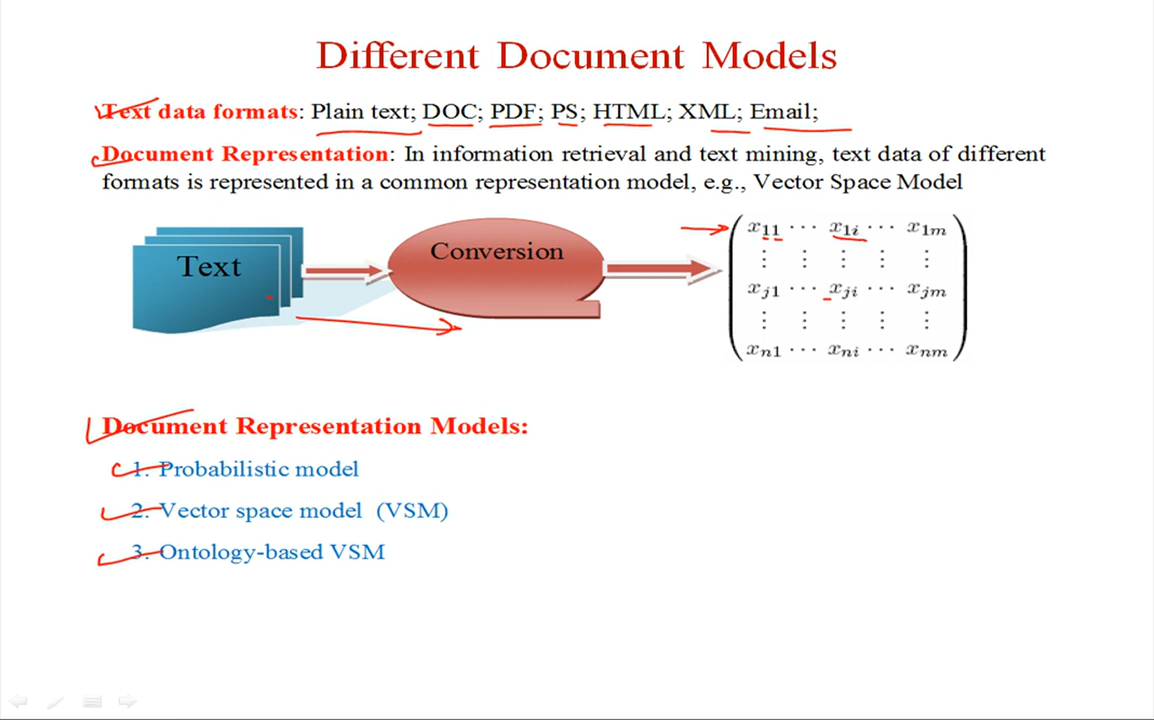 Different Document Models
Text data formats: Plain text; DOC; PDF; PS; HTML; XML; Email;
Document Representation: In information retrieval and text mining, text data of different
formats is represented in a common representation model, e.g., Vector Space Model
Text
Conversion
x11 ··· x1i ··· x1m
⋮ ⋮ ⋮ ⋮ ⋮
xj1 ··· xji ··· xjm
⋮ ⋮ ⋮ ⋮ ⋮
xn1 ··· xni ··· xnm
Document Representation Models:
1. Probabilistic model
2. Vector space model (VSM)
3. Ontology-based VSM